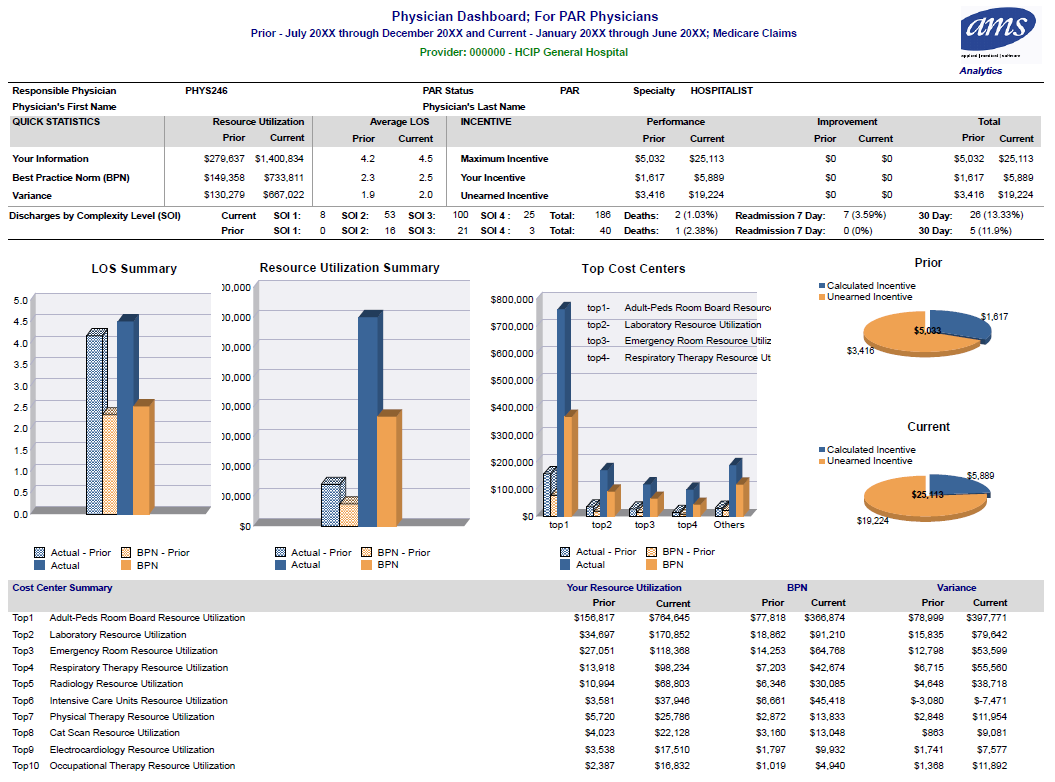 Physician Dashboard; For PAR Physicians
Prior - July 20XX through December 20XX and Current - January 20XX through June 20XX; Medicare Claims
Provider: 000000 - HCIP General Hospital
ams
applied | medical | software
Analytics
Responsible Physician PHYS246 PAR Status PAR Specialty HOSPITALIST
Physician's First Name Physician's Last Name
QUICK STATISTICS Resource Utilization Average LOS INCENTIVE Performance Improvement Total
Prior Current Prior Current Prior Current Prior Current Prior Current
Your Information $279,637 $1,400,834 4.2 4.5 Maximum Incentive $5,032 $25,113 $0 $0 $5,032 $25,113
Best Practice Norm (BPN) $149,358 $733,811 2.3 2.5 Your Incentive $1,617 $5,889 $0 $0 $1,617 $5,889
Variance $130,279 $667,022 1.9 2.0 Unearned Incentive $3,416 $19,224 $0 $0 $3,416 $19,224
Discharges by Complexity Level (SOI) Current SOI 1: 8 SOI 2: 53 SOI 3: 100 SOI 4 : 25 Total: 186 Deaths: 2 (1.03%) Readmission 7 Day: 7 (3.59%) 30 Day: 26 (13.33%)
Prior SOI 1: 0 SOI 2: 16 SOI 3: 21 SOI 4 : 3 Total: 40 Deaths: 1 (2.38%) Readmission 7 Day: 0 (0%) 30 Day: 5 (11.9%)
LOS Summary
5.0
4.5
4.0
3.5
3.0
2.5
2.0
1.5
1.0
0.5
0.0
Actual - Prior BPN - Prior
Actual BPN
Resource Utilization Summary
00,000
00,000
00,000
00,000
00,000
00,000
00,000
00,000
$0
Actual - Prior BPN - Prior
Actual BPN
Top Cost Centers
$800,000
$700,000
$600,000
$500,000
$400,000
$300,000
$200,000
$100,000
$0
top1- Adult-Peds Room Board Resourc
top2- Laboratory Resource Utilization
top3- Emergency Room Resource Utiliz
top4- Respiratory Therapy Resource Ut
top1 top2 top3 top4 Others
Actual - Prior BPN - Prior
Actual BPN
Prior
Calculated Incentive
Unearned Incentive
$1,617
$5,033
$3,416
Current
Calculated Incentive
Unearned Incentive
$5,889
$25,113
$19,224
Cost Center Summary Your Resource Utilization BPN Variance
Prior Current Prior Current Prior Current
Top1 Adult-Peds Room Board Resource Utilization $156,817 $764,645 $77,818 $366,874 $78,999 $397,771
Top2 Laboratory Resource Utilization $34,697 $170,852 $18,862 $91,210 $15,835 $79,642
Top3 Emergency Room Resource Utilization $27,051 $118,368 $14,253 $64,768 $12,798 $53,599
Top4 Respiratory Therapy Resource Utilization $13,918 $98,234 $7,203 $42,674 $6,715 $55,560
Top5 Radiology Resource Utilization $10,994 $68,803 $6,346 $30,085 $4,648 $38,718
Top6 Intensive Care Units Resource Utilization $3,581 $37,946 $6,661 $45,418 $-3,080 $-7,471
Top7 Physical Therapy Resource Utilization $5,720 $25,786 $2,872 $13,833 $2,848 $11,954
Top8 Cat Scan Resource Utilization $4,023 $22,128 $3,160 $13,048 $863 $9,081
Top9 Electrocardiology Resource Utilization $3,538 $17,510 $1,797 $9,932 $1,741 $7,577
Top10 Occupational Therapy Resource Utilization $2,387 $16,832 $1,019 $4,940 $1,368 $11,892